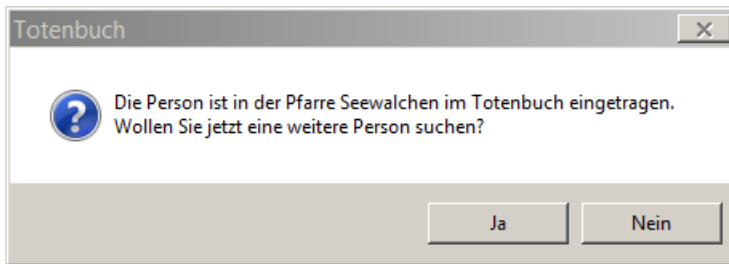 Totenbuch
Die Person ist in der Pfarre Seewalchen im Totenbuch eingetragen.
Wollen Sie jetzt eine weitere Person suchen?
Ja
Nein